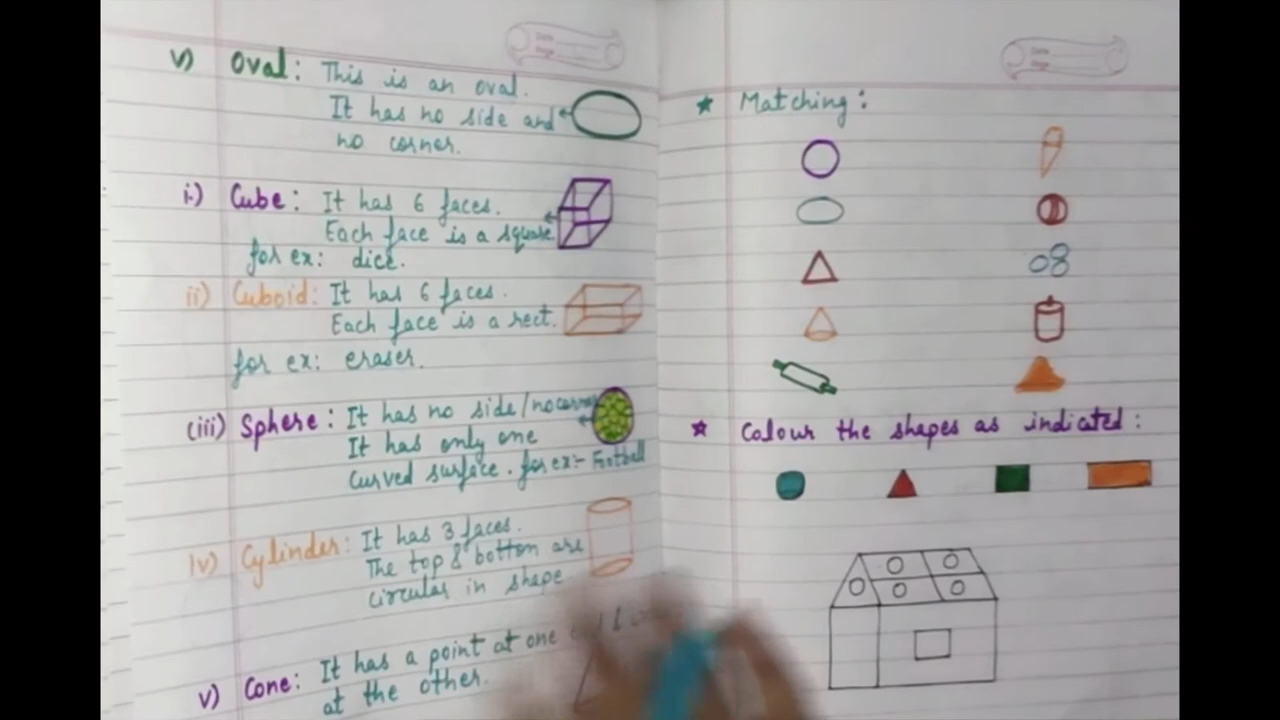 v) Oval: This is an oval.
It has no side and
no corner.
i.) Cube: It has 6 faces.
Each face is a square
for ex: dice.
ii) Cuboid: It has 6 faces.
Each face is a rect.
for ex: eraser.
(iii) Sphere: It has no side/no corner
It has only one
curved surface. for ex:- Football
iv) Cylinder: It has 3 faces.
The top & bottom are
circular in shape
v) Cone: It has a point at one
at the other.
★ Matching:
★ Colour the shapes as indicated: